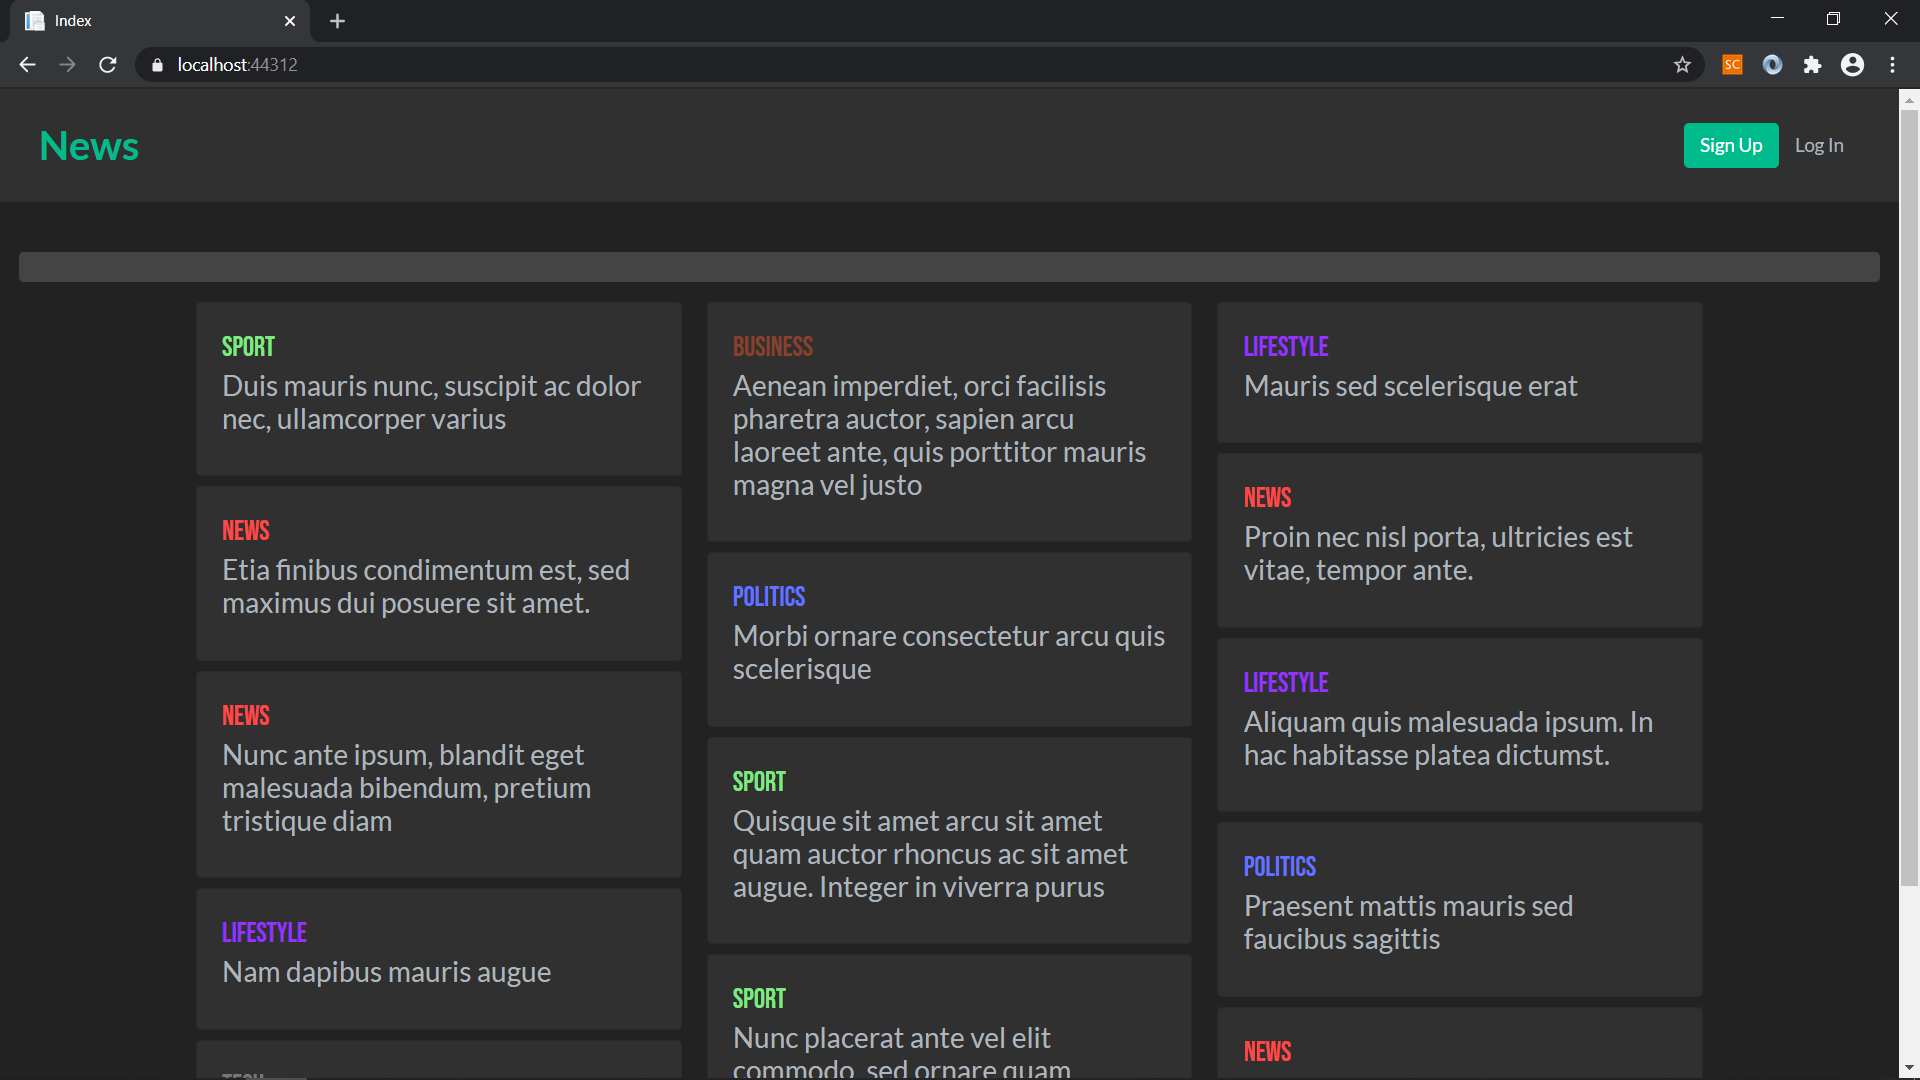 Index
localhost:44312
SC
News
Sign Up
Log In
SPORT
Duis mauris nunc, suscipit ac dolor
nec, ullamcorper varius
NEWS
Etia finibus condimentum est, sed
maximus dui posuere sit amet.
NEWS
Nunc ante ipsum, blandit eget
malesuada bibendum, pretium
tristique diam
LIFESTYLE
Nam dapibus mauris augue
TECH
BUSINESS
Aenean imperdiet, orci facilisis
pharetra auctor, sapien arcu
laoreet ante, quis porttitor mauris
magna vel justo
POLITICS
Morbi ornare consectetur arcu quis
scelerisque
SPORT
Quisque sit amet arcu sit amet
quam auctor rhoncus ac sit amet
augue. Integer in viverra purus
SPORT
Nunc placerat ante vel elit
commodo, sed ornare quam
LIFESTYLE
Mauris sed scelerisque erat
NEWS
Proin nec nisl porta, ultricies est
vitae, tempor ante.
LIFESTYLE
Aliquam quis malesuada ipsum. In
hac habitasse platea dictumst.
POLITICS
Praesent mattis mauris sed
faucibus sagittis
NEWS